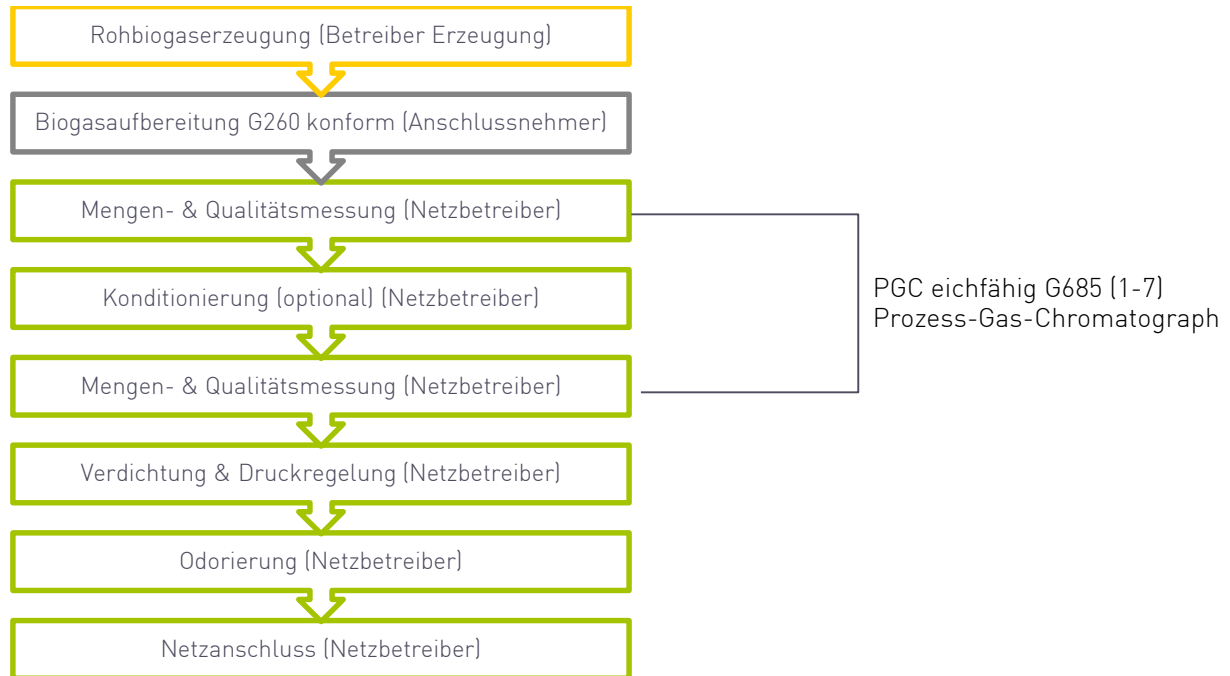 Rohbiogaserzeugung (Betreiber Erzeugung)
Biogasaufbereitung G260 konform (Anschlussnehmer)
Mengen- & Qualitätsmessung (Netzbetreiber)
Konditionierung (optional) (Netzbetreiber)
Mengen- & Qualitätsmessung (Netzbetreiber)
Verdichtung & Druckregelung (Netzbetreiber)
Odorierung (Netzbetreiber)
Netzanschluss (Netzbetreiber)
PGC eichfähig G685 (1-7)
Prozess-Gas-Chromatograph